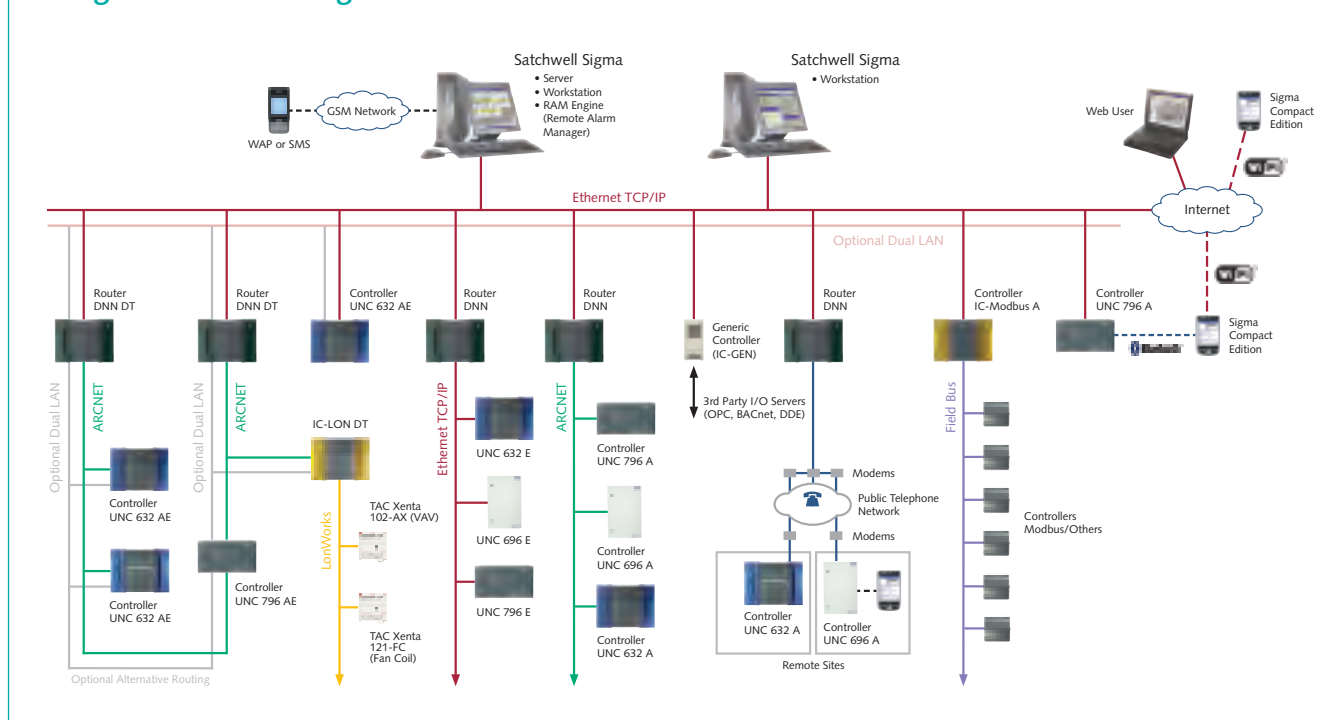 Satchwell Sigma
• Server
• Workstation
• RAM Engine
(Remote Alarm
Manager)
Satchwell Sigma
• Workstation
GSM Network
WAP or SMS
Web User
Sigma
Compact
Edition
Wi Fi
Internet
Ethernet TCP/IP
Optional Dual LAN
Wi Fi
Router
DNN DT
Router
DNN DT
Controller
UNC 632 AE
Router
DNN
Router
DNN
Generic
Controller
(IC-GEN)
Router
DNN
Controller
IC-Modbus A
Controller
UNC 796 A
Sigma
Compact
Edition
Optional Dual LAN
ARCNET
Optional Dual LAN
ARCNET
Ethernet TCP/IP
ARCNET
Field Bus
3rd Party I/O Servers
(OPC, BACnet, DDE)
IC-LON DT
UNC 632 E
Controller
UNC 796 A
Controller
UNC 632 AE
LonWorks
TAC Xenta
102-AX (VAV)
UNC 696 E
Controller
UNC 696 A
Modems
Public Telephone
Network
Modems
Controllers
Modbus/Others
Controller
UNC 632 AE
Controller
UNC 796 AE
TAC Xenta
121-FC
(Fan Coil)
UNC 796 E
Controller
UNC 632 A
Controller
UNC 632 A
Controller
UNC 696 A
Remote Sites
Optional Alternative Routing